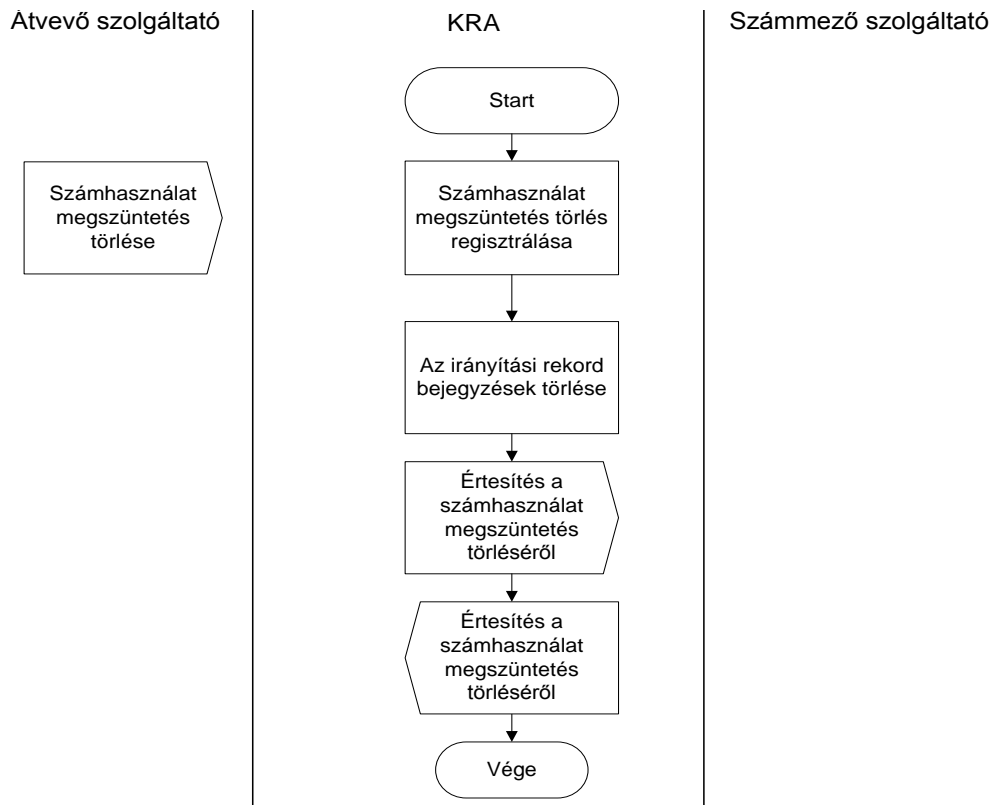 Átvevő szolgáltató
KRA
Számmező szolgáltató
Start
Számhasználat
megszüntetés
törlése
Számhasználat
megszüntetés törlés
regisztrálása
Az irányítási rekord
bejegyzések törlése
Értesítés a
számhasználat
megszüntetés
törléséről
Értesítés a
számhasználat
megszüntetés
törléséről
Vége